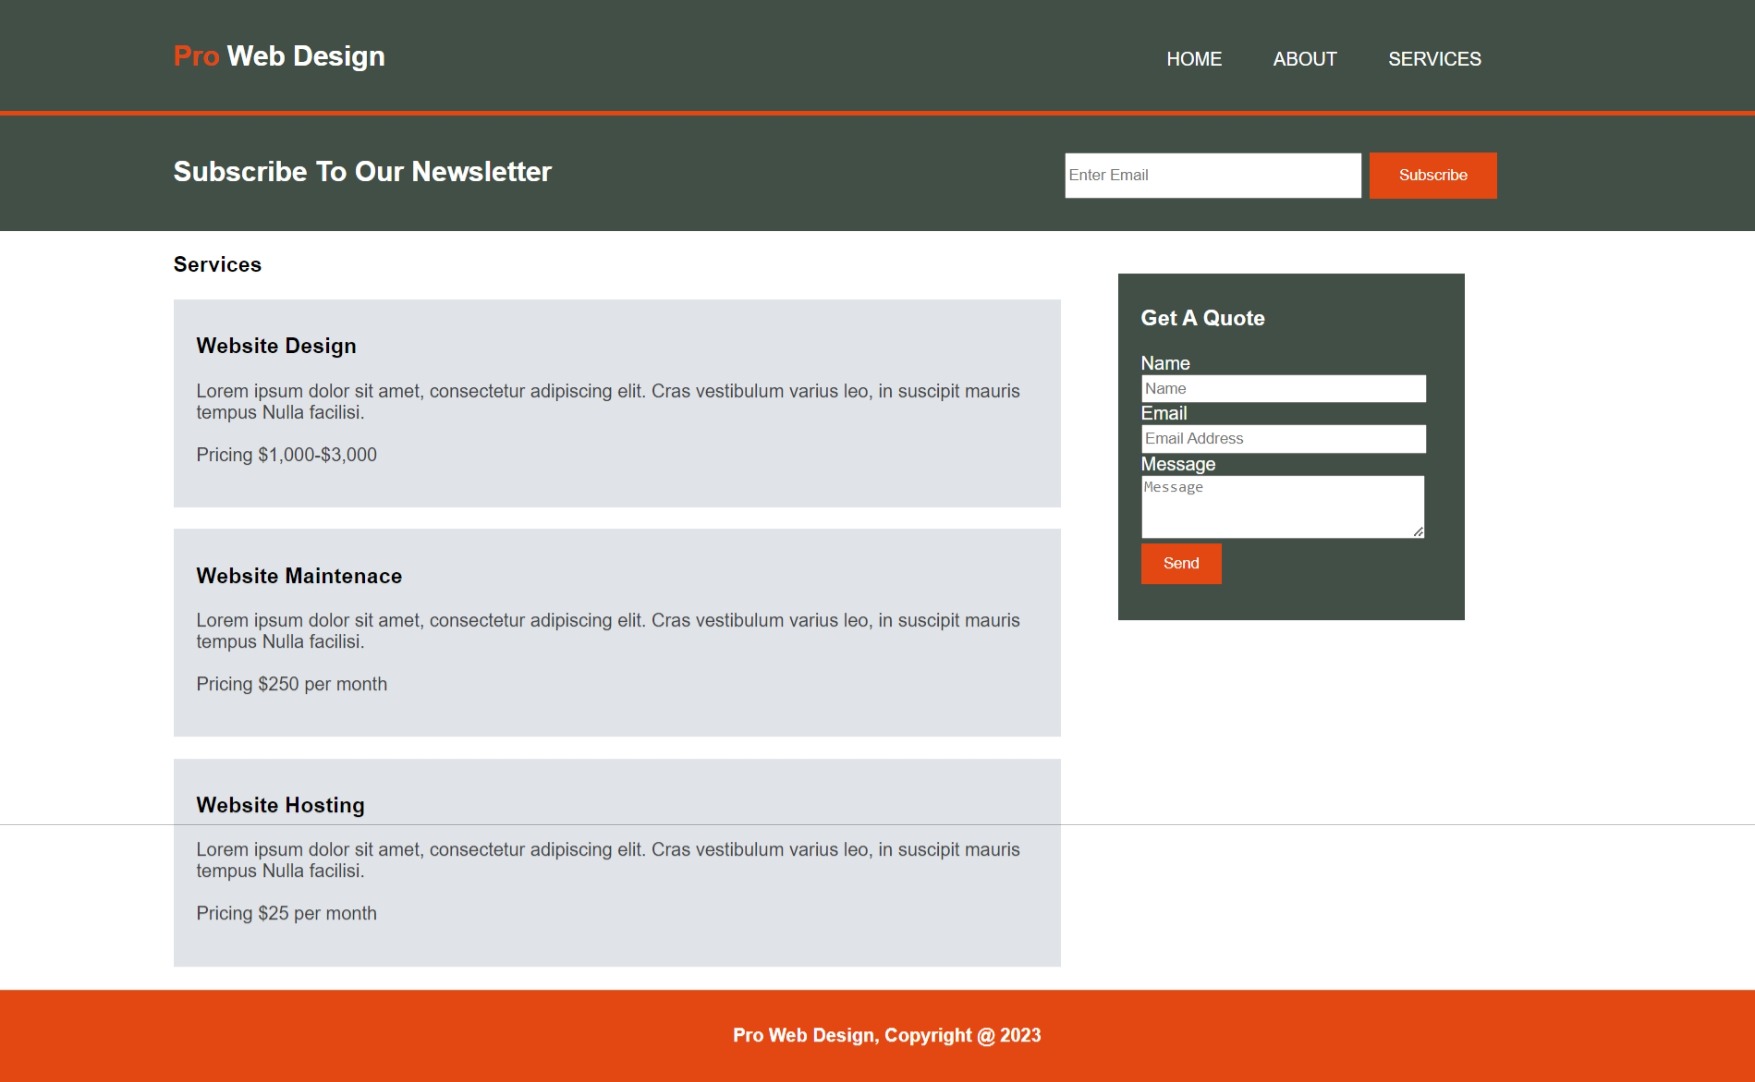 Pro Web Design
HOME ABOUT SERVICES
Subscribe To Our Newsletter
Enter Email
Subscribe
Services
Website Design
Lorem ipsum dolor sit amet, consectetur adipiscing elit. Cras vestibulum varius leo, in suscipit mauris
tempus Nulla facilisi.
Pricing $1,000-$3,000
Website Maintenace
Lorem ipsum dolor sit amet, consectetur adipiscing elit. Cras vestibulum varius leo, in suscipit mauris
tempus Nulla facilisi.
Pricing $250 per month
Website Hosting
Lorem ipsum dolor sit amet, consectetur adipiscing elit. Cras vestibulum varius leo, in suscipit mauris
tempus Nulla facilisi.
Pricing $25 per month
Get A Quote
Name
Name
Email
Email Address
Message
Message
Send
Pro Web Design, Copyright @ 2023